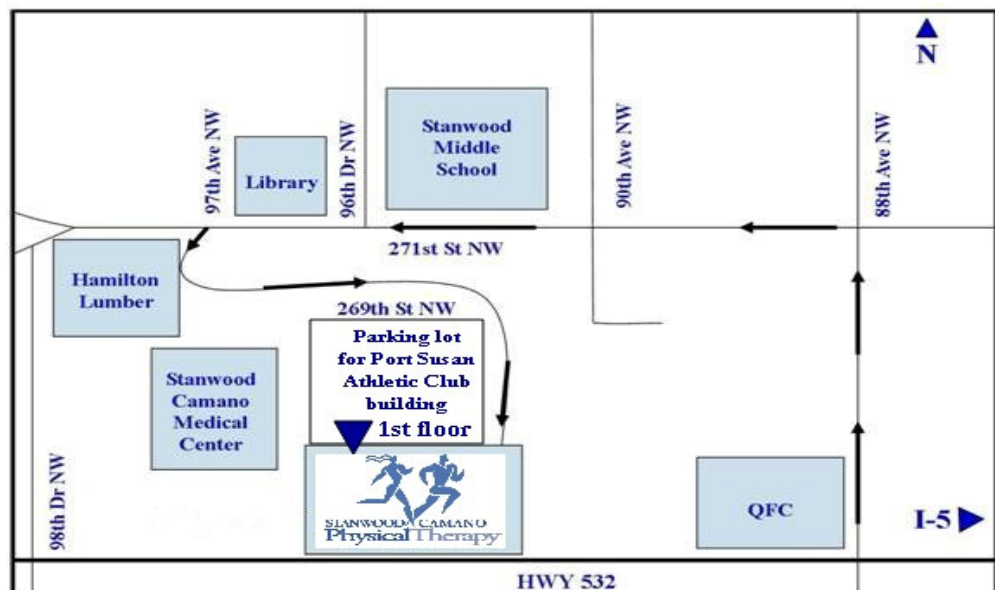 N
Stanwood
Middle
School
97th Ave NW
Library
96th Dr NW
90th Ave NW
88th Ave NW
271st St NW
Hamilton
Lumber
269th St NW
Parking lot
for Port Susan
Athletic Club
building
1st floor
Stanwood
Camano
Medical
Center
98th Dr NW
STANWOOD/CAMANO
Physical Therapy
QFC
I-5
HWY 532